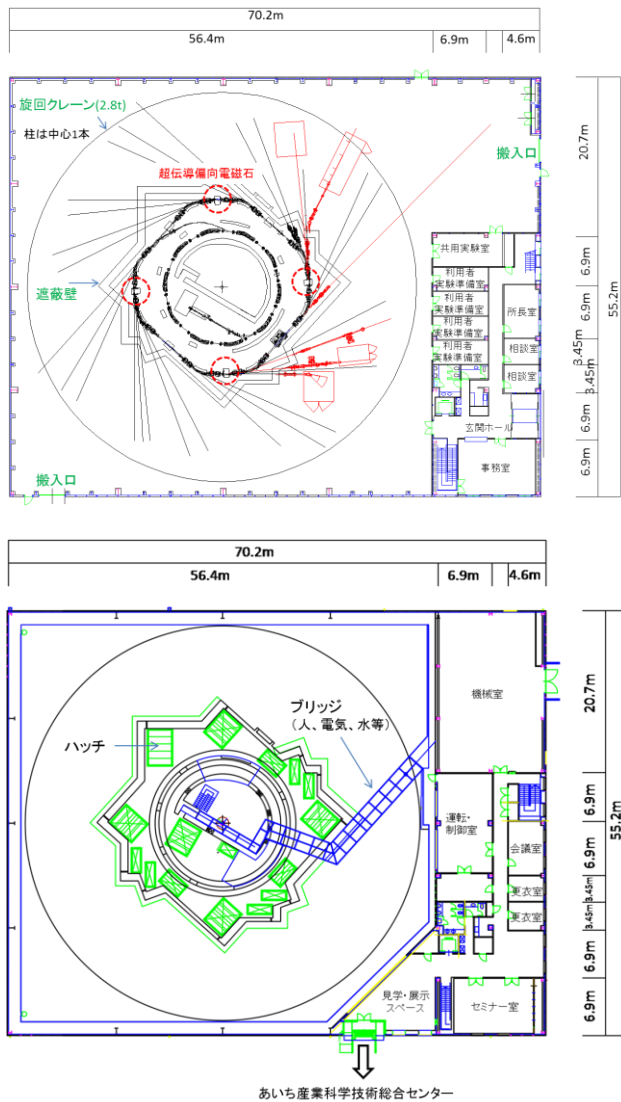 70.2m
56.4m
6.9m
4.6m
旋回クレーン(2.8t)
柱は中心1本
超伝導偏向電磁石
搬入口
20.7m
遮蔽壁
共用実験室
利用者
実験準備室
利用者
実験準備室
利用者
実験準備室
利用者
実験準備室
所長室
相談室
相談室
玄関ホール
事務室
6.9m
6.9m
3.45m
3.45m
6.9m
6.9m
55.2m
搬入口
70.2m
56.4m
6.9m
4.6m
ハッチ
ブリッジ
(人、電気、水等)
機械室
20.7m
運転・
制御室
会議室
更衣室
更衣室
見学・展示
スペース
セミナー室
6.9m
6.9m
3.45m
3.45m
6.9m
6.9m
55.2m
あいち産業科学技術総合センター